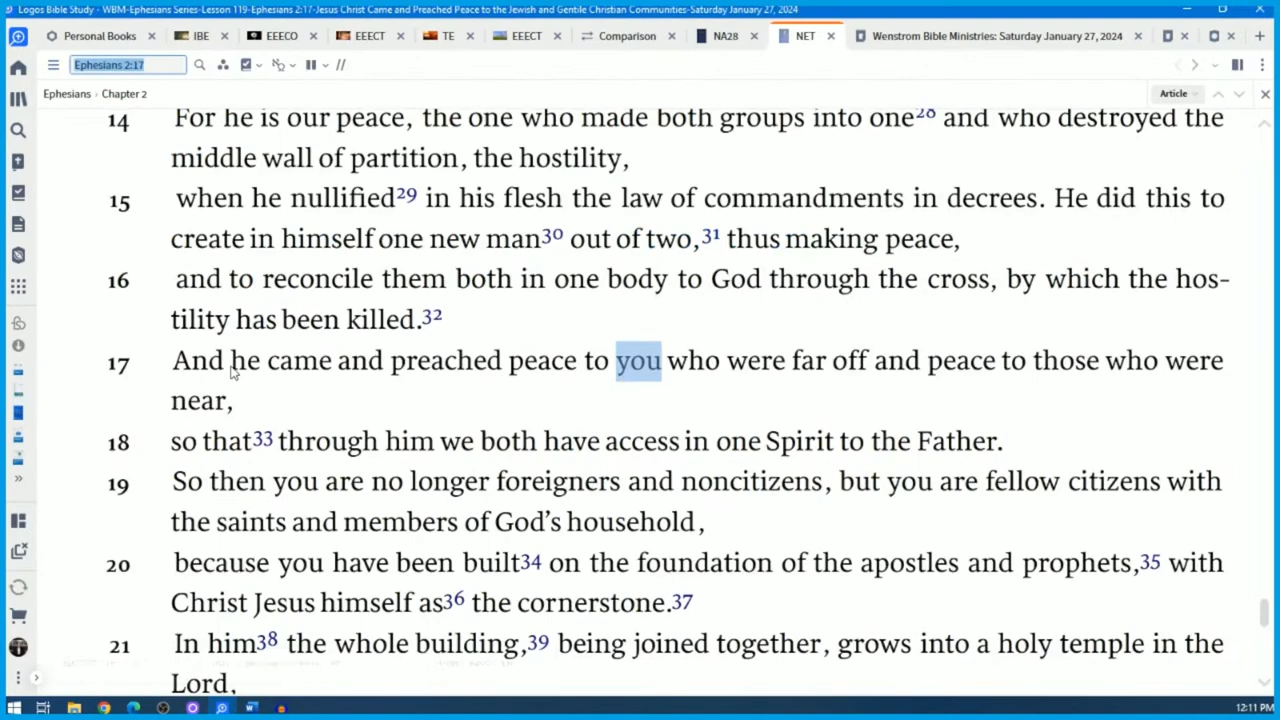 Logos Bible Study - WBM-Ephesians Series-Lesson 119-Ephesians 2:17-Jesus Christ Came and Preached Peace to the Jewish and Gentile Christian Communities-Saturday January 27, 2024
Personal Books IBE EEECO EEECT TE EEECT Comparison NA28 NET Wenstrom Bible Ministries: Saturday January 27, 2024
Ephesians 2:17
Ephesians › Chapter 2 Article
14 For he is our peace, the one who made both groups into one28 and who destroyed the
middle wall of partition, the hostility,
15 when he nullified29 in his flesh the law of commandments in decrees. He did this to
create in himself one new man30 out of two,31 thus making peace,
16 and to reconcile them both in one body to God through the cross, by which the hos-
tility has been killed.32
17 And he came and preached peace to you who were far off and peace to those who were
near,
18 so that33 through him we both have access in one Spirit to the Father.
19 So then you are no longer foreigners and noncitizens, but you are fellow citizens with
the saints and members of God’s household,
20 because you have been built34 on the foundation of the apostles and prophets,35 with
Christ Jesus himself as36 the cornerstone.37
21 In him38 the whole building,39 being joined together, grows into a holy temple in the
Lord,
12:11 PM